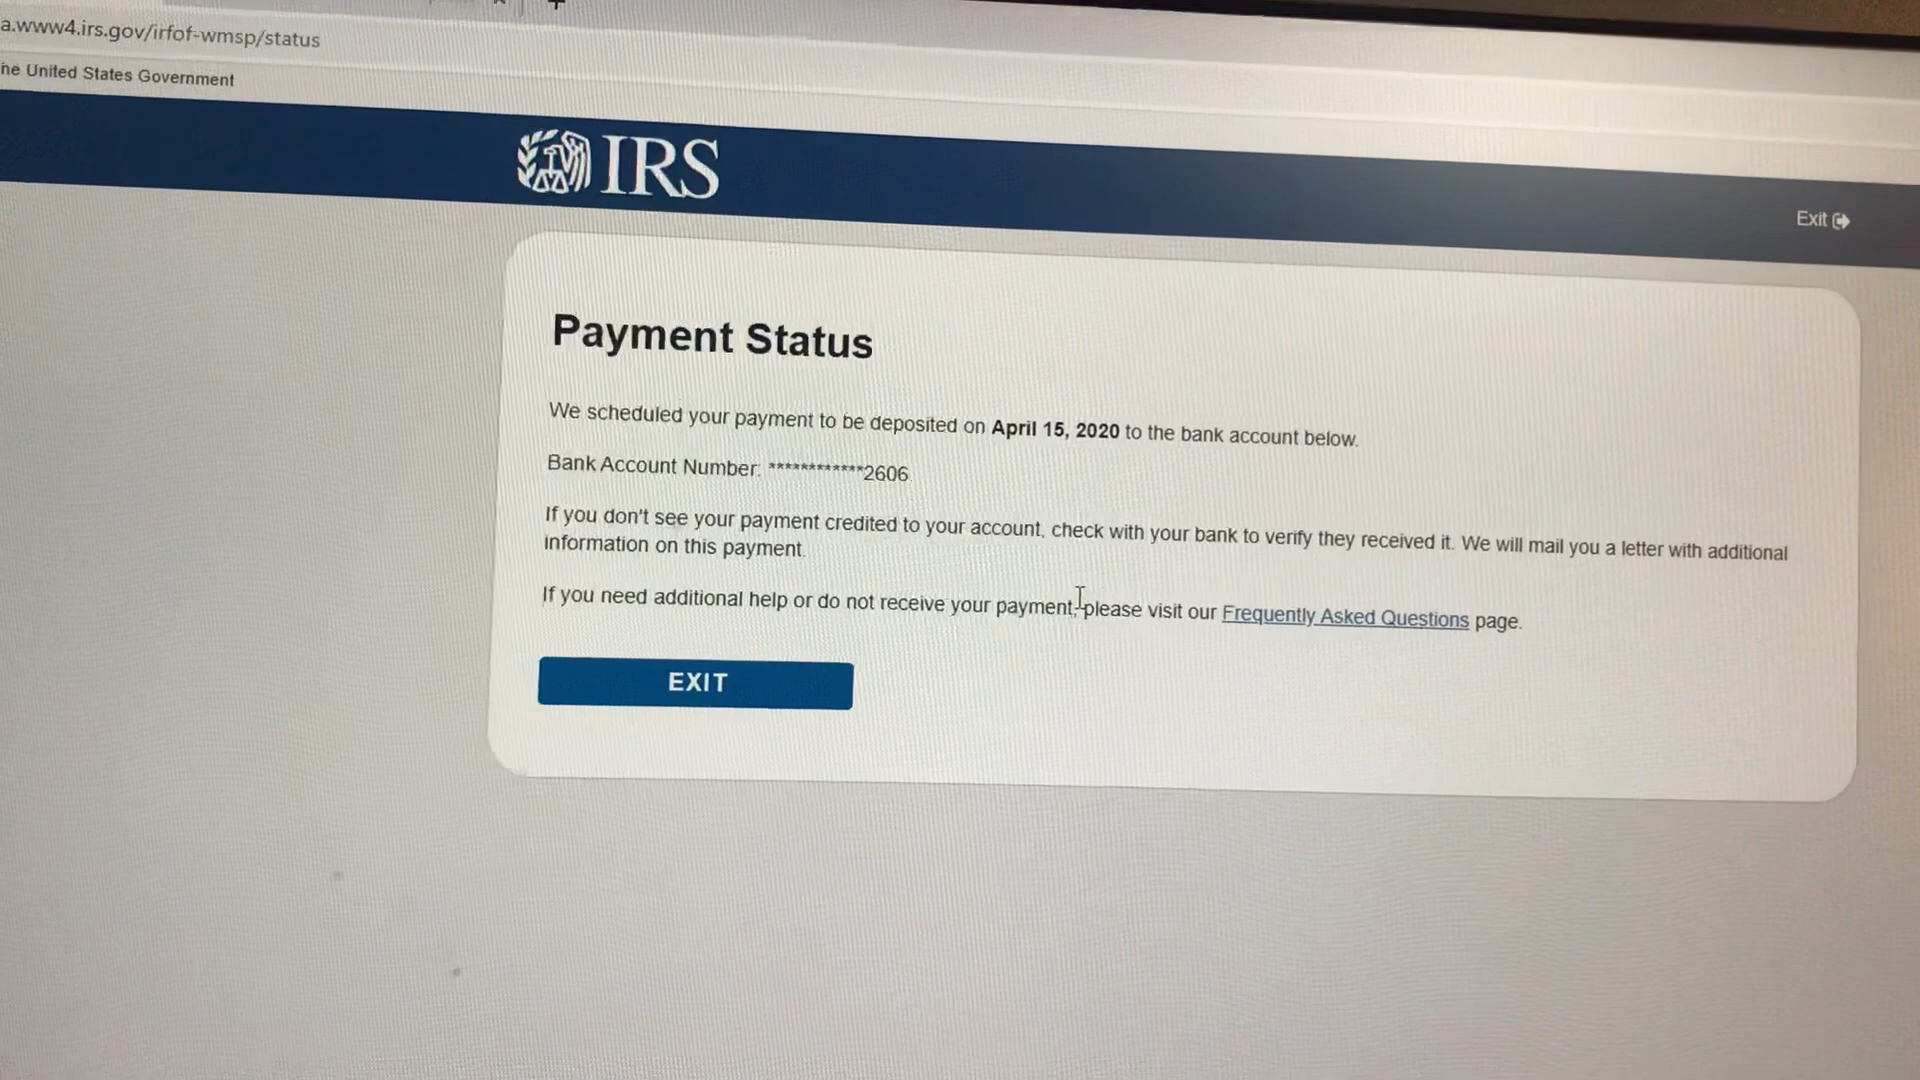 a.www4.irs.gov/irfof-wmsp/status
he United States Government
IRS
Exit
Payment Status
We scheduled your payment to be deposited on April 15, 2020 to the bank account below.
Bank Account Number: ************2606
If you don't see your payment credited to your account, check with your bank to verify they received it. We will mail you a letter with additional
information on this payment.
If you need additional help or do not receive your payment, please visit our Frequently Asked Questions page.
EXIT